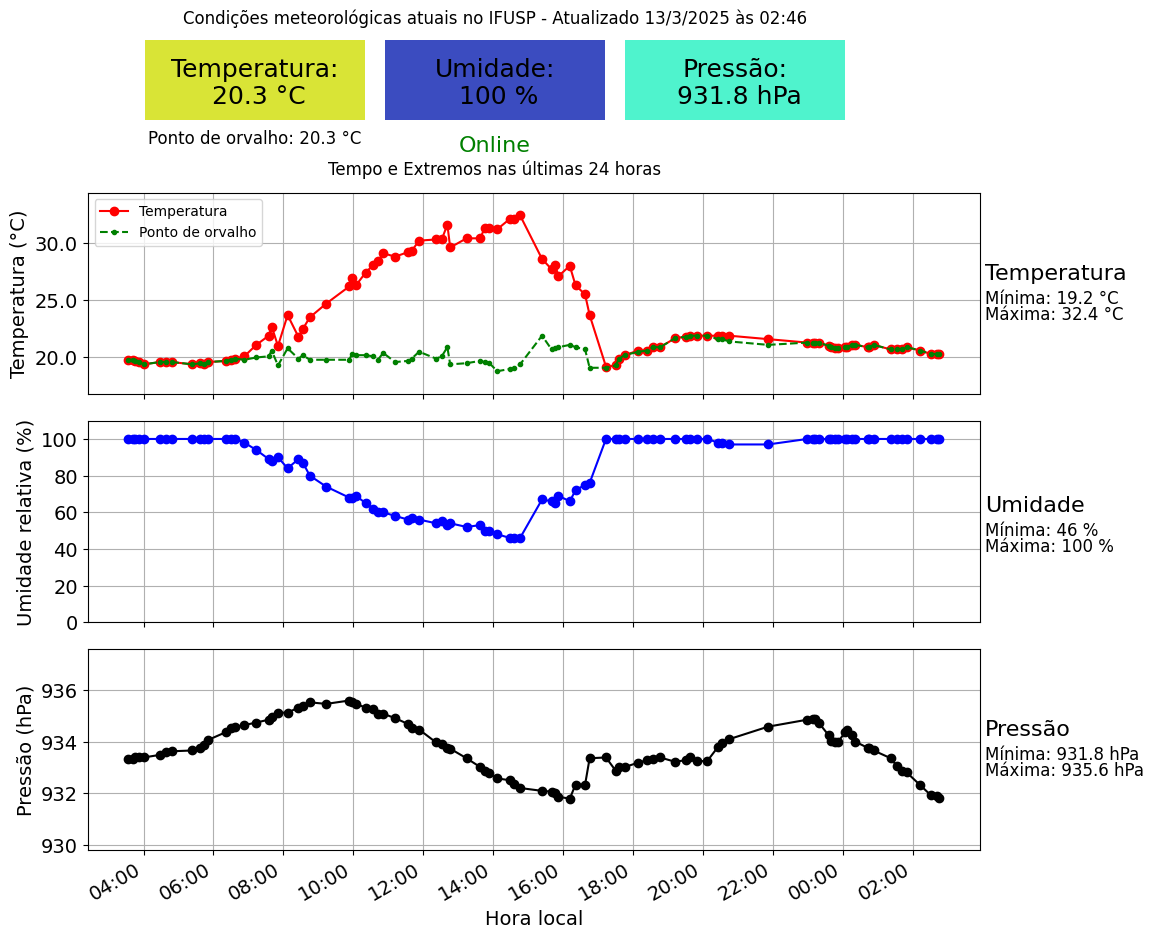 Condições meteorológicas atuais no IFUSP - Atualizado 13/3/2025 às 02:46
Temperatura:
20.3 °C
Umidade:
100 %
Pressão:
931.8 hPa
Ponto de orvalho: 20.3 °C
Online
Tempo e Extremos nas últimas 24 horas
Temperatura (°C)
30.0
25.0
20.0
Temperatura
Ponto de orvalho
Temperatura
Mínima: 19.2 °C
Máxima: 32.4 °C
Umidade relativa (%)
100
80
60
40
20
0
Umidade
Mínima: 46 %
Máxima: 100 %
Pressão (hPa)
936
934
932
930
Pressão
Mínima: 931.8 hPa
Máxima: 935.6 hPa
04:00 06:00 08:00 10:00 12:00 14:00 16:00 18:00 20:00 22:00 00:00 02:00
Hora local